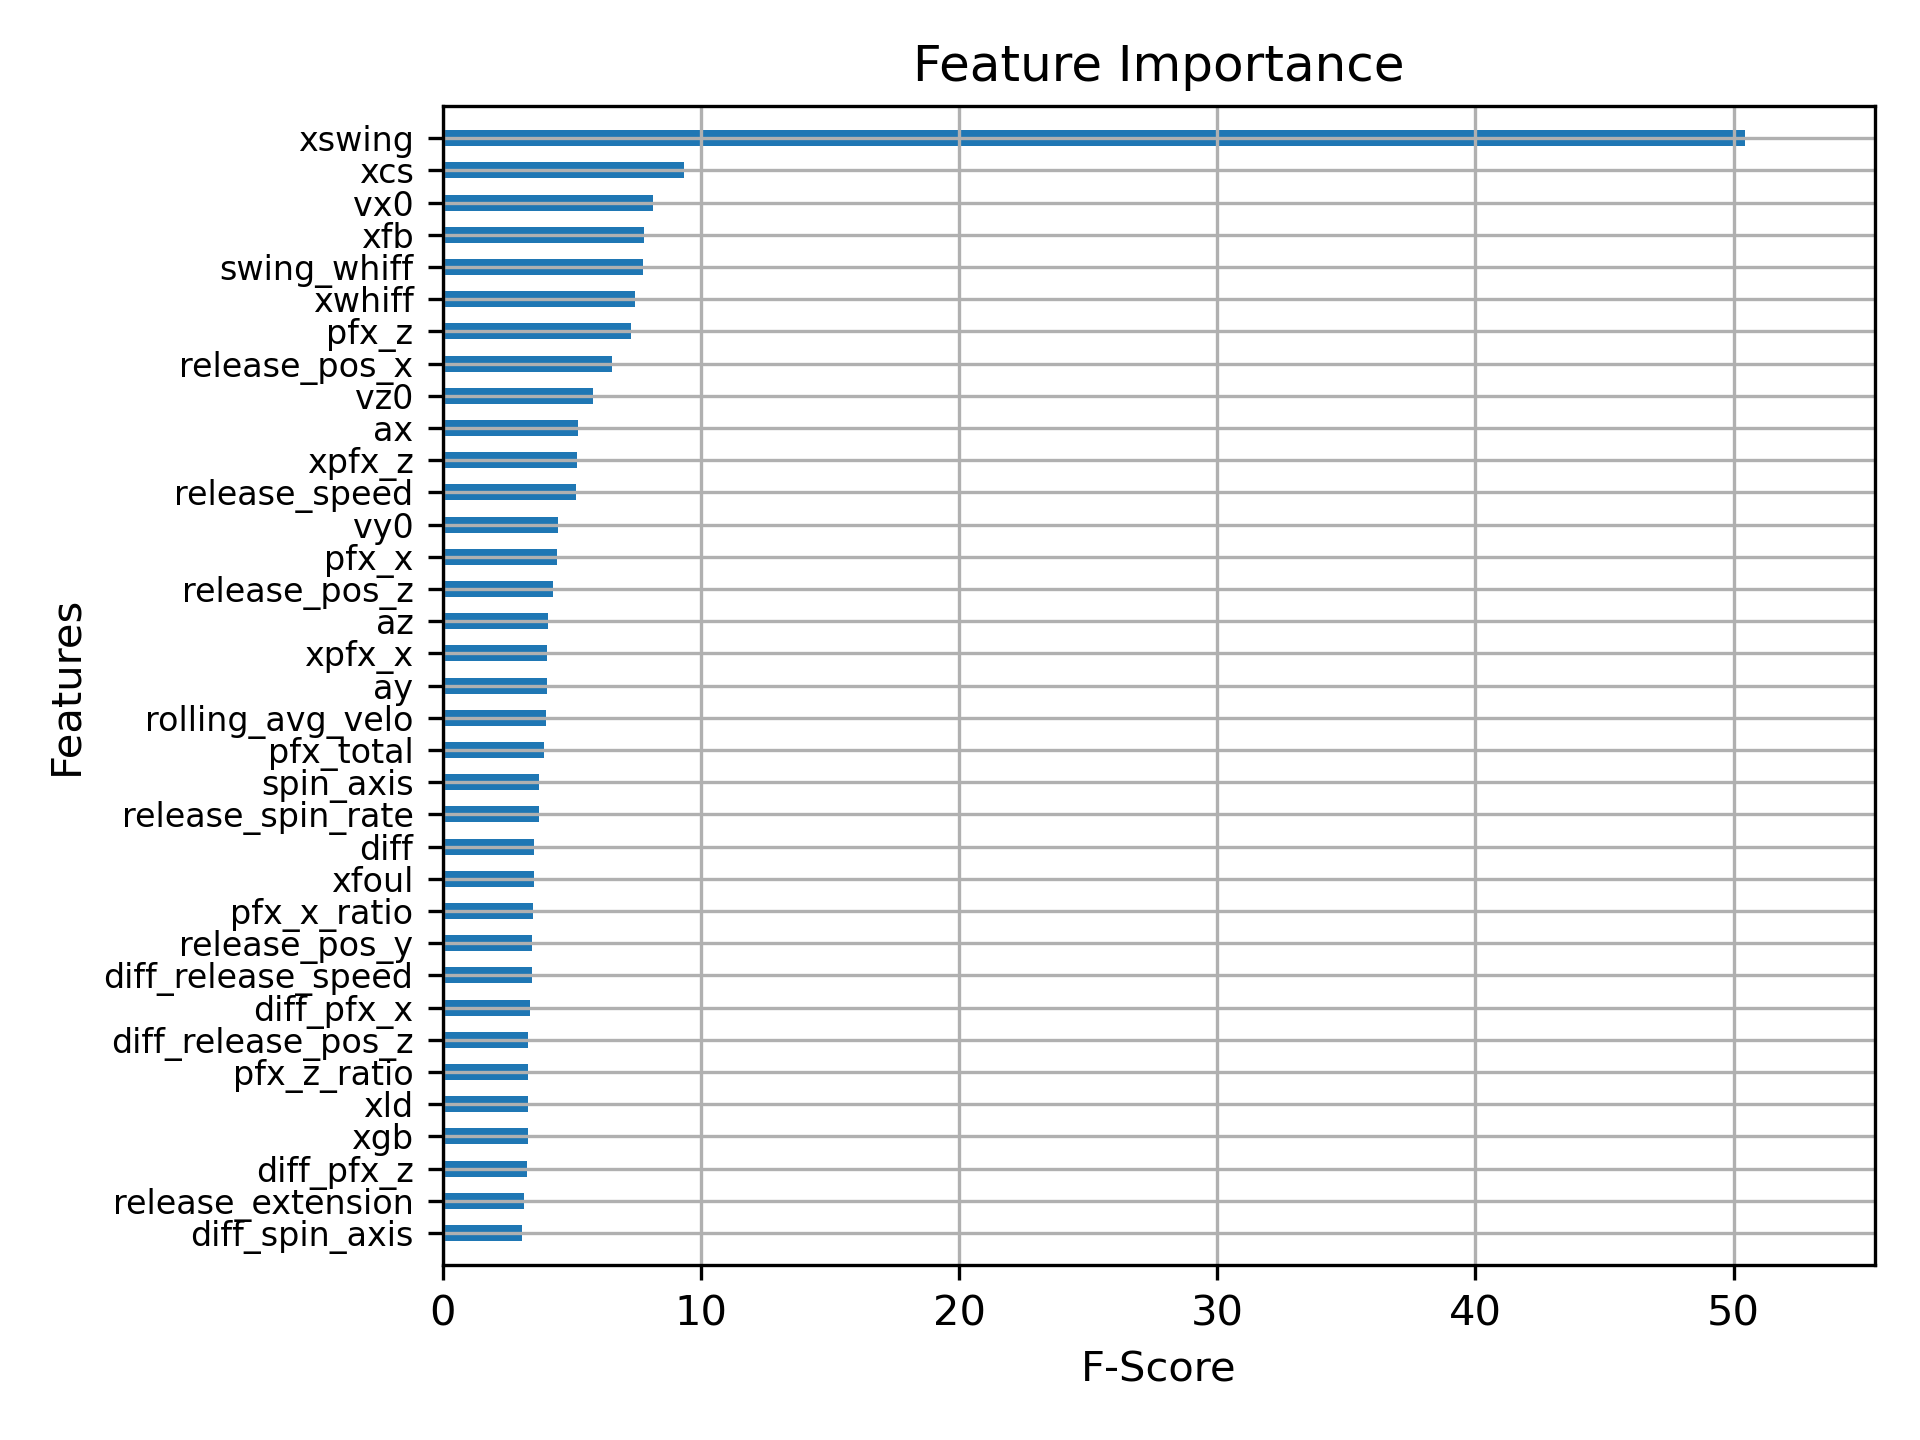 Feature Importance
xswing
xcs
vx0
xfb
swing_whiff
xwhiff
pfx_z
release_pos_x
vz0
ax
xpfx_z
release_speed
vy0
pfx_x
release_pos_z
az
xpfx_x
ay
rolling_avg_velo
pfx_total
spin_axis
release_spin_rate
diff
xfoul
pfx_x_ratio
release_pos_y
diff_release_speed
diff_pfx_x
diff_release_pos_z
pfx_z_ratio
xld
xgb
diff_pfx_z
release_extension
diff_spin_axis
Features
0 10 20 30 40 50
F-Score